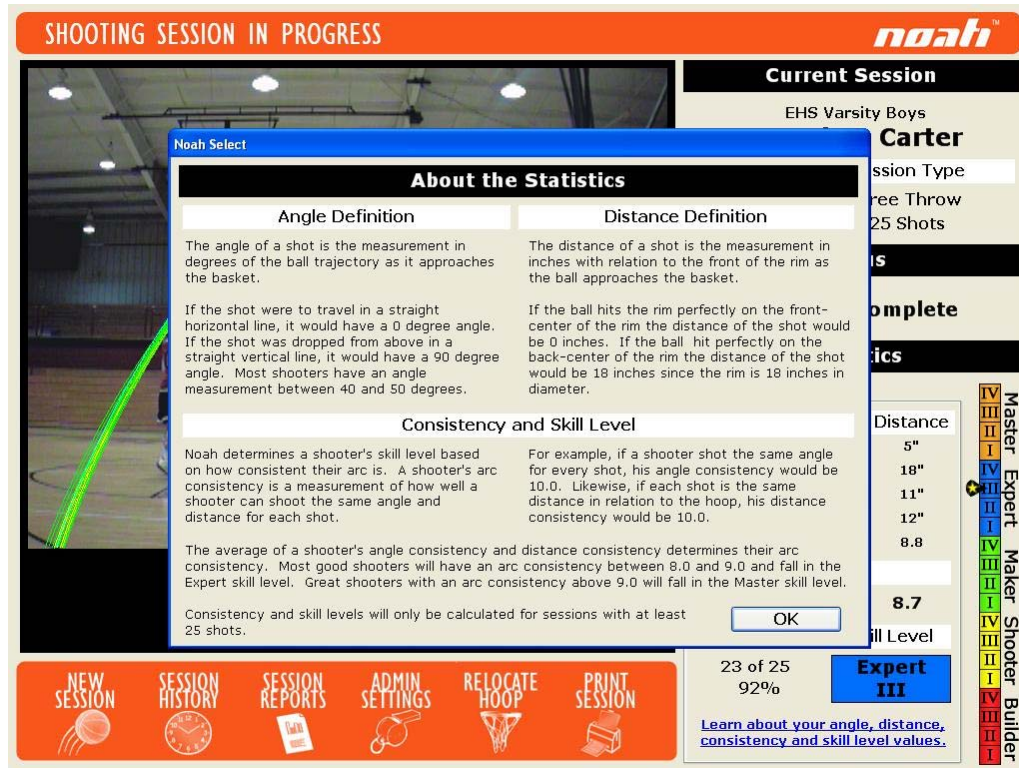 SHOOTING SESSION IN PROGRESS
noah™
Current Session
EHS Varsity Boys
Carter
ssion Type
ree Throw
25 Shots
us
omplete
tics
Distance
5"
18"
11"
12"
8.8
8.7
ill Level
23 of 25
92%
Expert
III
Learn about your angle, distance,
consistency and skill level values.
IV
III
II
I
Master
IV
III
II
I
Expert
IV
III
II
I
Maker
IV
III
II
I
Shooter
IV
III
II
I
Builder
Noah Select
About the Statistics
Angle Definition
The angle of a shot is the measurement in
degrees of the ball trajectory as it approaches
the basket.
If the shot were to travel in a straight
horizontal line, it would have a 0 degree angle.
If the shot was dropped from above in a
straight vertical line, it would have a 90 degree
angle. Most shooters have an angle
measurement between 40 and 50 degrees.
Distance Definition
The distance of a shot is the measurement in
inches with relation to the front of the rim as
the ball approaches the basket.
If the ball hits the rim perfectly on the front-
center of the rim the distance of the shot would
be 0 inches. If the ball hit perfectly on the
back-center of the rim the distance of the shot
would be 18 inches since the rim is 18 inches in
diameter.
Consistency and Skill Level
Noah determines a shooter's skill level based
on how consistent their arc is. A shooter's arc
consistency is a measurement of how well a
shooter can shoot the same angle and
distance for each shot.
For example, if a shooter shot the same angle
for every shot, his angle consistency would be
10.0. Likewise, if each shot is the same
distance in relation to the hoop, his distance
consistency would be 10.0.
The average of a shooter's angle consistency and distance consistency determines their arc
consistency. Most good shooters will have an arc consistency between 8.0 and 9.0 and fall in the
Expert skill level. Great shooters with an arc consistency above 9.0 will fall in the Master skill level.
Consistency and skill levels will only be calculated for sessions with at least
25 shots.
OK
NEW
SESSION
SESSION
HISTORY
SESSION
REPORTS
ADMIN
SETTINGS
RELOCATE
HOOP
PRINT
SESSION